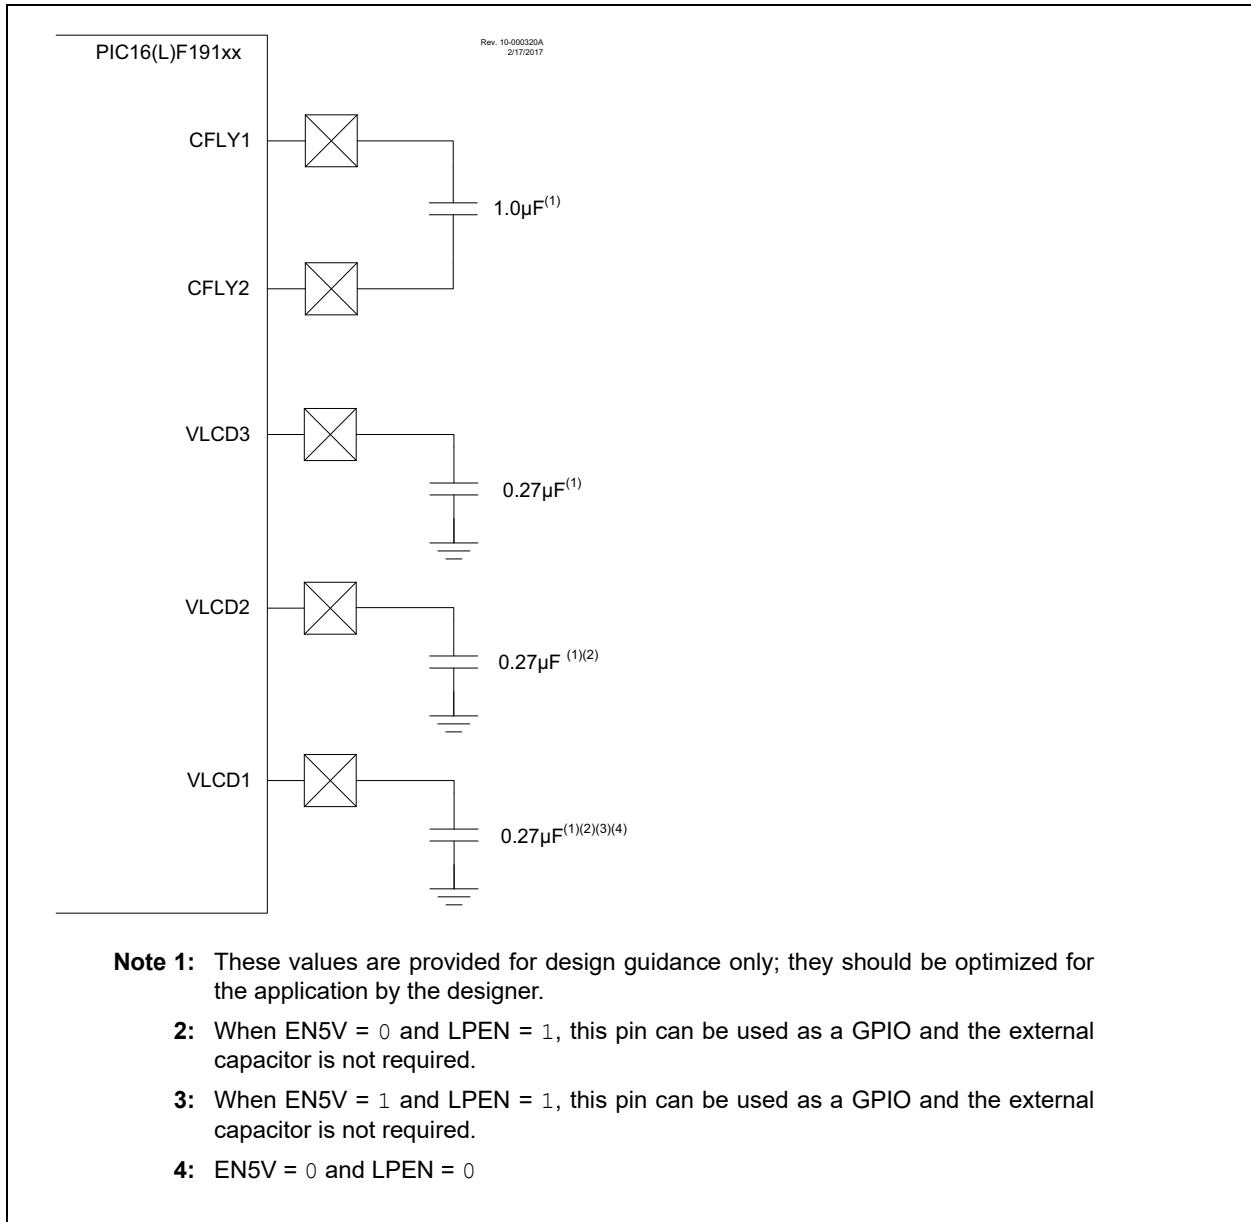 PIC16(L)F191xx
Rev. 10-000320A
2/17/2017
CFLY1
1.0µF(1)
CFLY2
VLCD3
0.27µF(1)
VLCD2
0.27µF (1)(2)
VLCD1
0.27µF(1)(2)(3)(4)
Note 1: These values are provided for design guidance only; they should be optimized for
the application by the designer.
2: When EN5V = 0 and LPEN = 1, this pin can be used as a GPIO and the external
capacitor is not required.
3: When EN5V = 1 and LPEN = 1, this pin can be used as a GPIO and the external
capacitor is not required.
4: EN5V = 0 and LPEN = 0